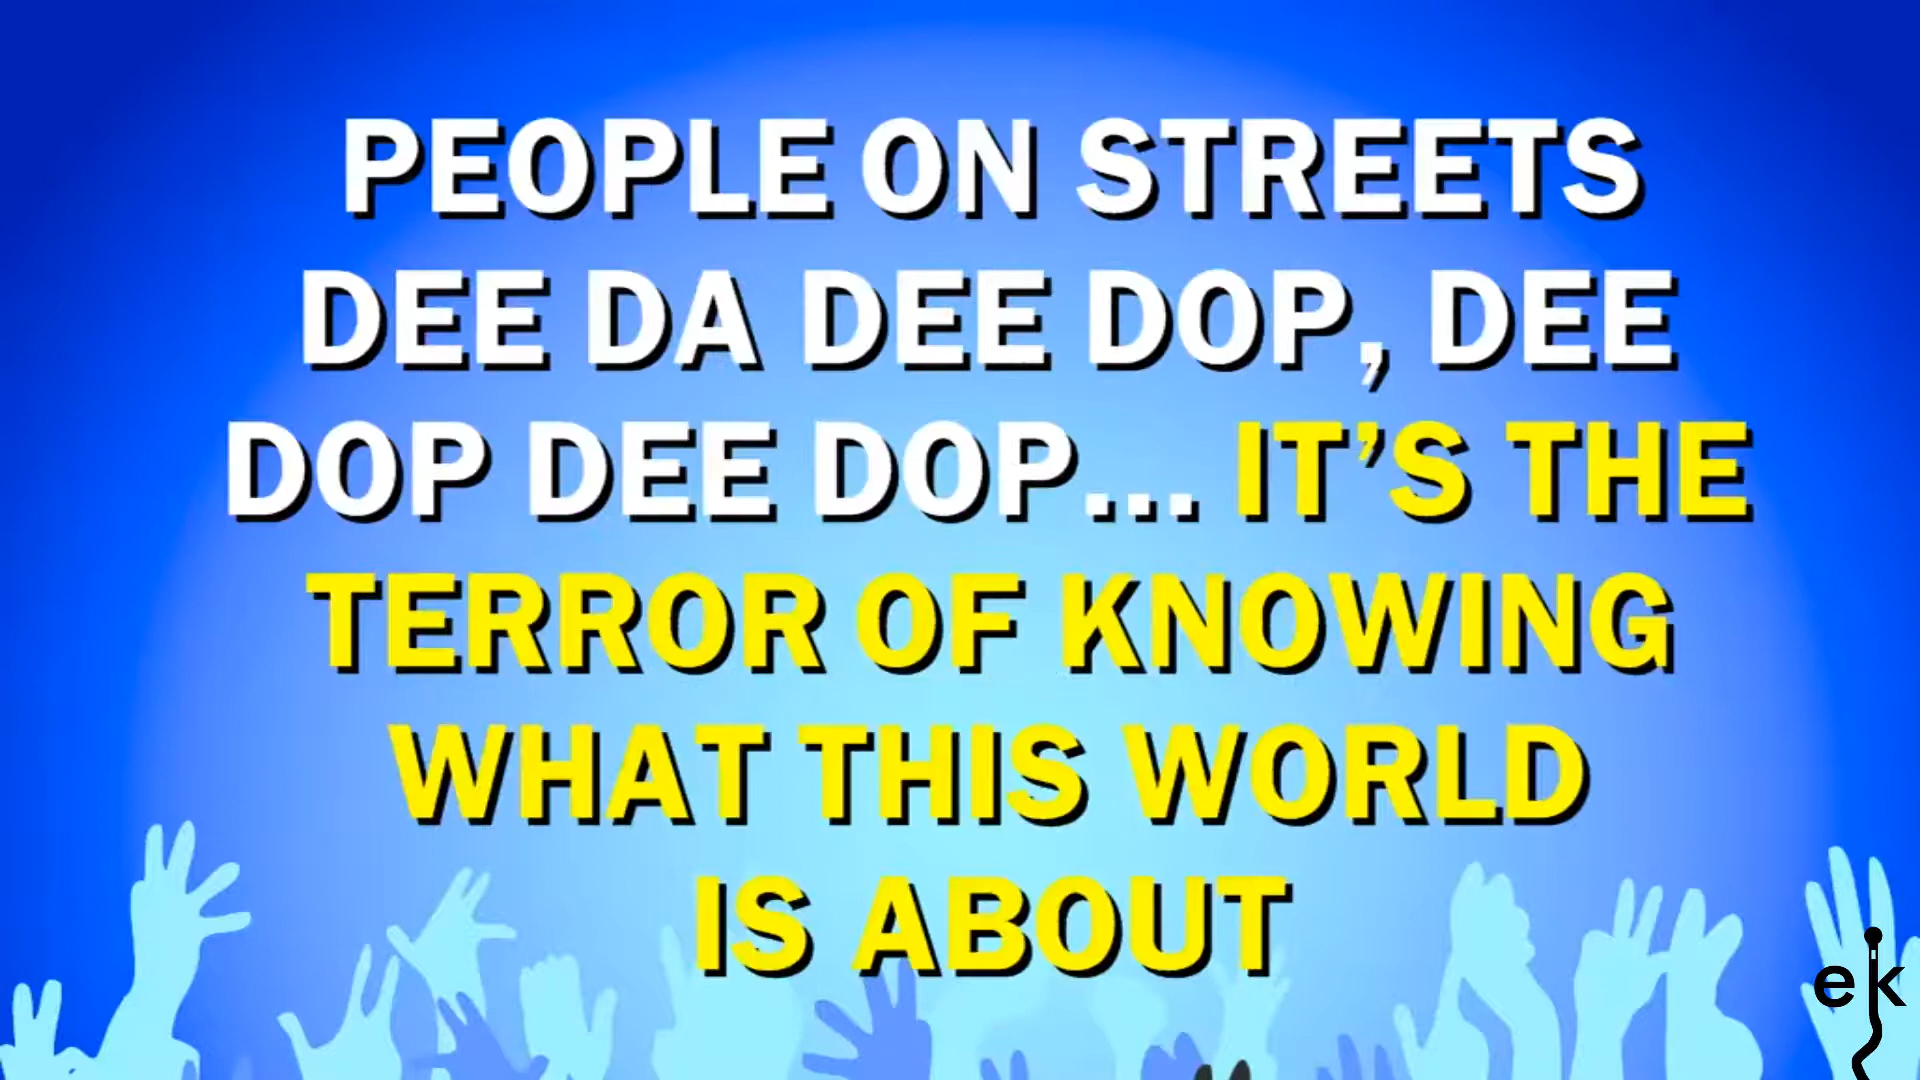 PEOPLE ON STREETS
DEE DA DEE DOP, DEE
DOP DEE DOP... IT’S THE
TERROR OF KNOWING
WHAT THIS WORLD
IS ABOUT
ek